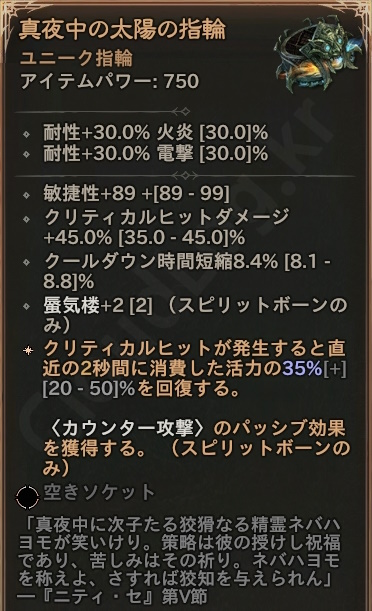 真夜中の太陽の指輪
ユニーク指輪
アイテムパワー: 750
耐性+30.0% 火炎 [30.0]%
耐性+30.0% 電撃 [30.0]%
敏捷性+89 +[89 - 99]
クリティカルヒットダメージ
+45.0% [35.0 - 45.0]%
クールダウン時間短縮8.4% [8.1 -
8.8]%
蜃気楼+2 [2] （スピリットボーンの
み）
クリティカルヒットが発生すると直
近の2秒間に消費した活力の35%[+]
[20 - 50]%を回復する。
〈カウンター攻撃〉のパッシブ効果
を獲得する。 （スピリットボーンの
み）
空きソケット
「真夜中に次子たる狡猾なる精霊ネバハ
ヨモが笑いけり。策略は彼の授けし祝福
であり、苦しみはその祈り。ネバハヨモ
を称えよ、さすれば狡知を与えられん」
―『ニティ・セ』第V節